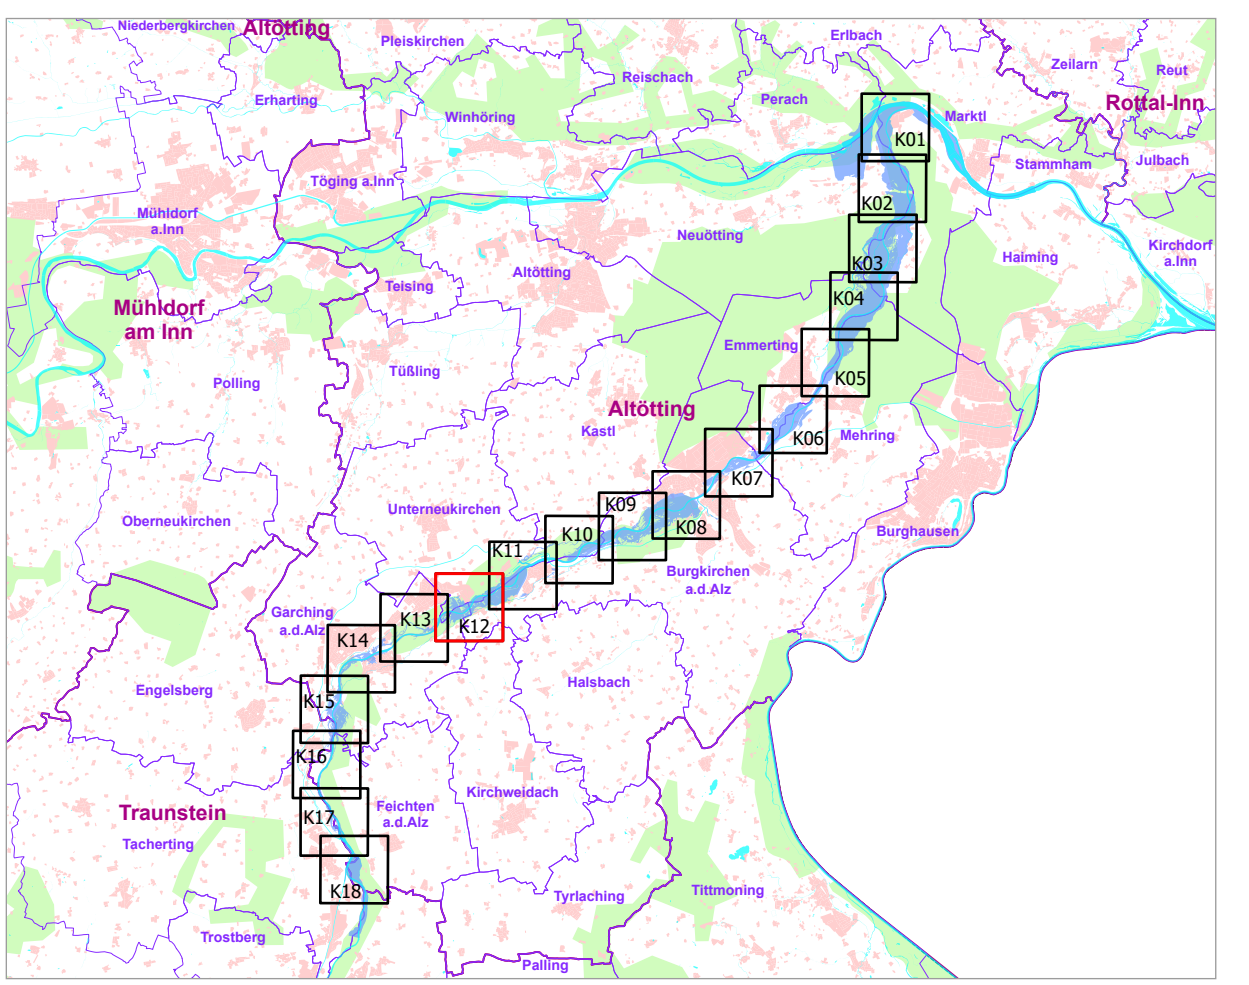 Niederbergkirchen
Altötting
Pleiskirchen
Erlbach
Zeilarn
Reut
Reischach
Erharting
Perach
Rottal-Inn
Winhöring
Marktl
K01
Stammham
Julbach
Töging a.Inn
K02
Mühldorf
a.Inn
Neuötting
Kirchdorf
a.Inn
Haiming
K03
Altötting
Teising
K04
Mühldorf
am Inn
Emmerting
Tüßling
K05
Polling
Altötting
Kastl
Mehring
K06
K07
K09
Unterneukirchen
Oberneukirchen
K08
K10
Burghausen
K11
Burgkirchen
a.d.Alz
Garching
a.d.Alz
K13
K12
K14
Halsbach
Engelsberg
K15
K16
Kirchweidach
Feichten
a.d.Alz
Traunstein
K17
Tacherting
K18
Tittmoning
Tyrlaching
Trostberg
Palling